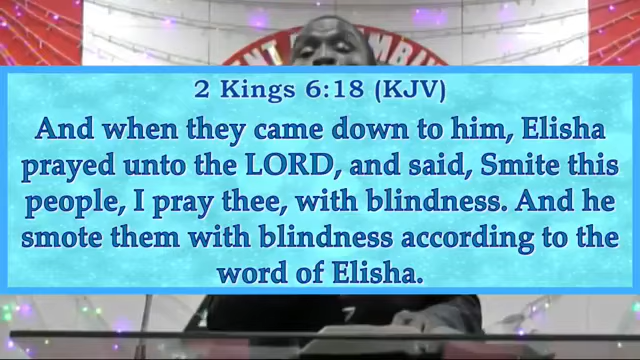 2 Kings 6:18 (KJV)
And when they came down to him, Elisha
prayed unto the LORD, and said, Smite this
people, I pray thee, with blindness. And he
smote them with blindness according to the
word of Elisha.